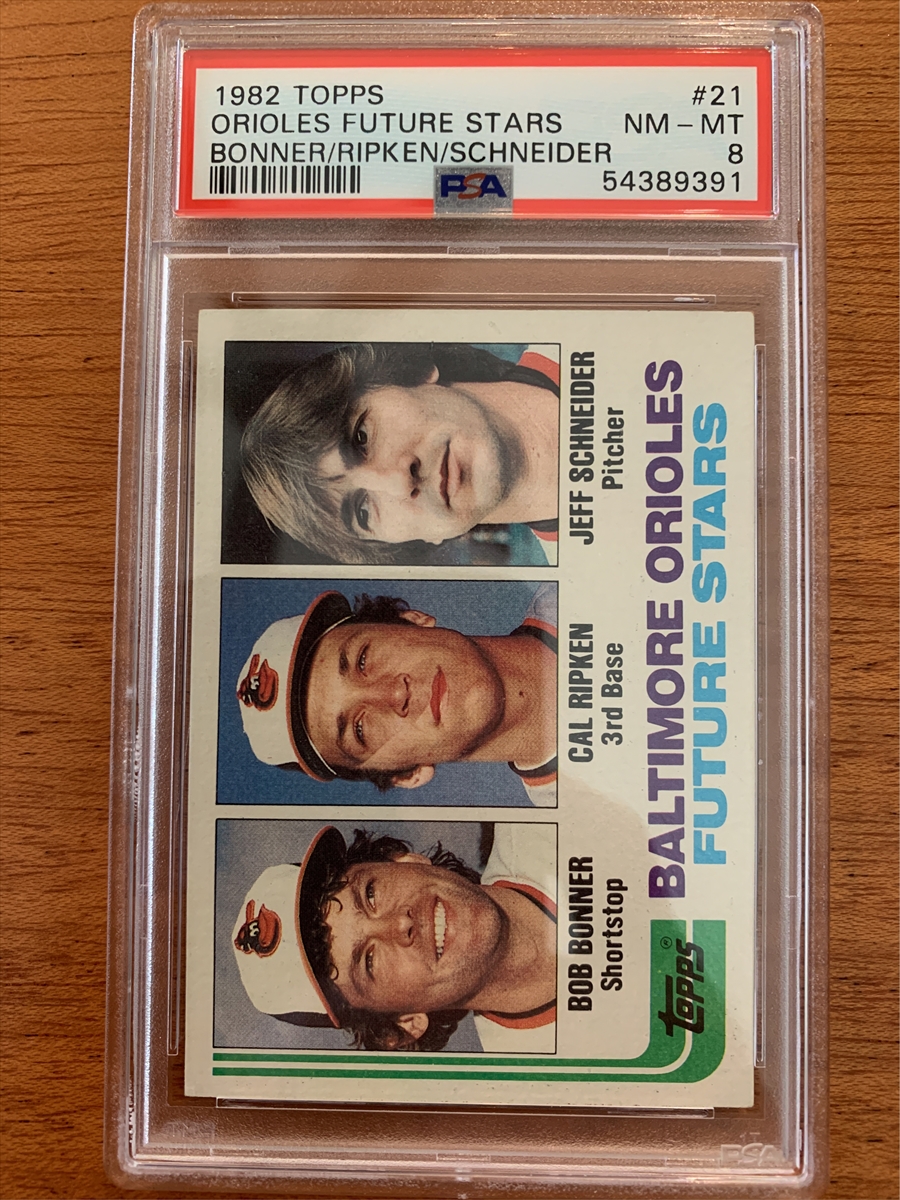 1982 TOPPS #21
ORIOLES FUTURE STARS NM - MT
BONNER/RIPKEN/SCHNEIDER 8
PSA 54389391
BOB BONNER
Shortstop
CAL RIPKEN
3rd Base
JEFF SCHNEIDER
Pitcher
topps®
BALTIMORE ORIOLES
FUTURE STARS
PSA